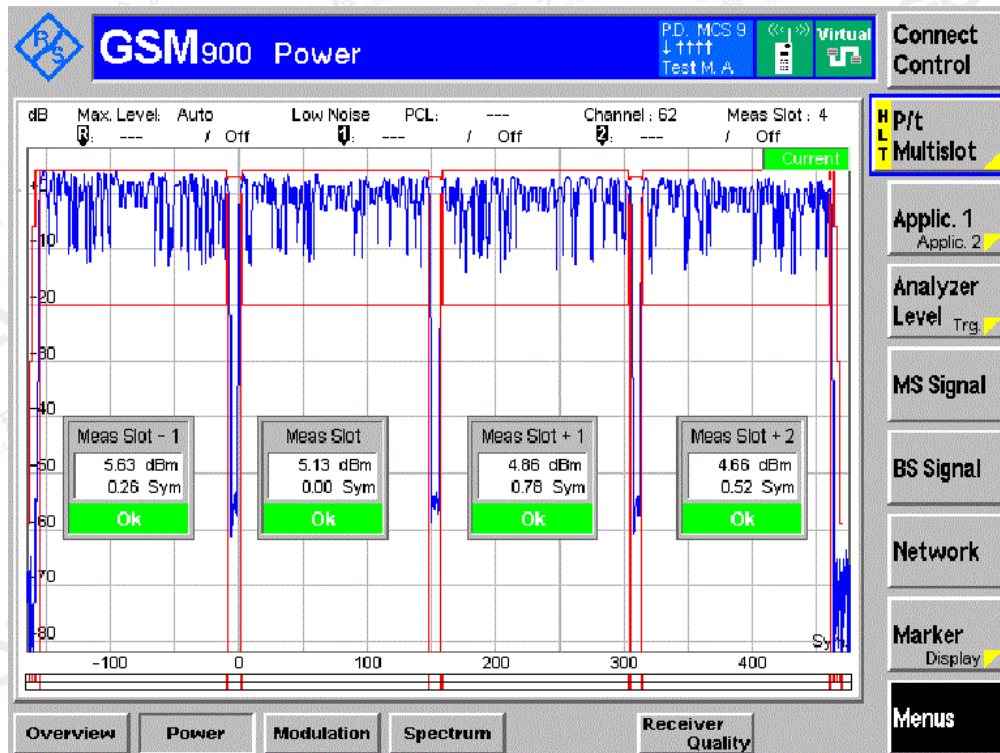 R/S
GSM900 Power
P.D. MCS 9
↓ ↑↑↑↑
Test M. A.
Virtual
Connect Control
dB Max. Level: Auto Low Noise PCL: --- Channel : 62 Meas Slot : 4
R: --- / Off 1: --- / Off 2: --- / Off
Current
HLT
P/t Multislot
-10
-20
-30
-40
-50
-60
-70
-80
Applic. 1
Applic. 2
Analyzer
Level Trg.
MS Signal
BS Signal
Network
Marker
Display
Menus
Meas Slot - 1
5.63 dBm
0.26 Sym
Ok
Meas Slot
5.13 dBm
0.00 Sym
Ok
Meas Slot + 1
4.86 dBm
0.78 Sym
Ok
Meas Slot + 2
4.66 dBm
0.52 Sym
Ok
-100 0 100 200 300 400
Overview Power Modulation Spectrum Receiver Quality